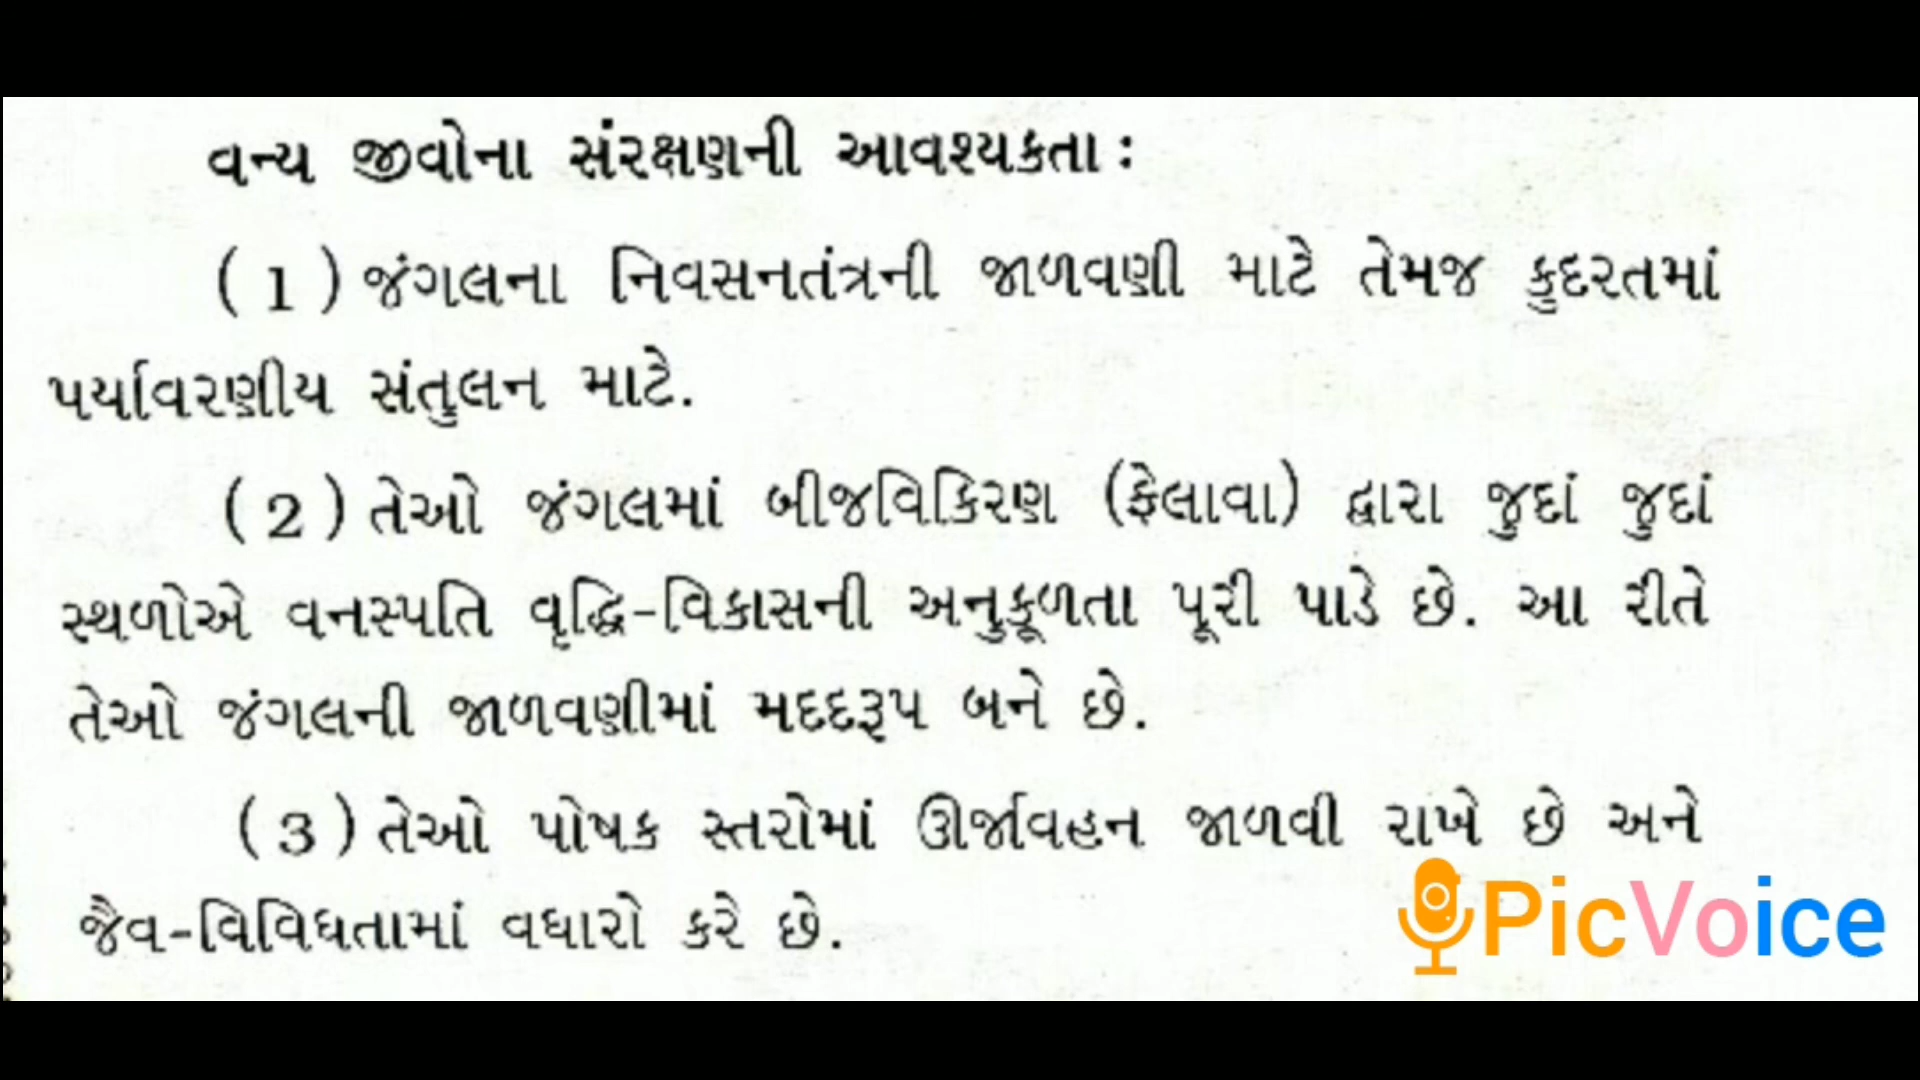 વન્ય જીવોના સંરક્ષણની આવશ્યકતા :
( 1 ) જંગલના નિવસનતંત્રની જાળવણી માટે તેમજ કુદરતમાં
પર્યાવરણીય સંતુલન માટે.
( 2 ) તેઓ જંગલમાં બીજવિકિરણ (ફેલાવા) દ્વારા જુદાં જુદાં
સ્થળોએ વનસ્પતિ વૃદ્ધિ-વિકાસની અનુકૂળતા પૂરી પાડે છે. આ રીતે
તેઓ જંગલની જાળવણીમાં મદદરૂપ બને છે.
( 3 ) તેઓ પોષક સ્તરોમાં ઊર્જાવહન જાળવી રાખે છે અને
જૈવ-વિવિધતામાં વધારો કરે છે.
PicVoice